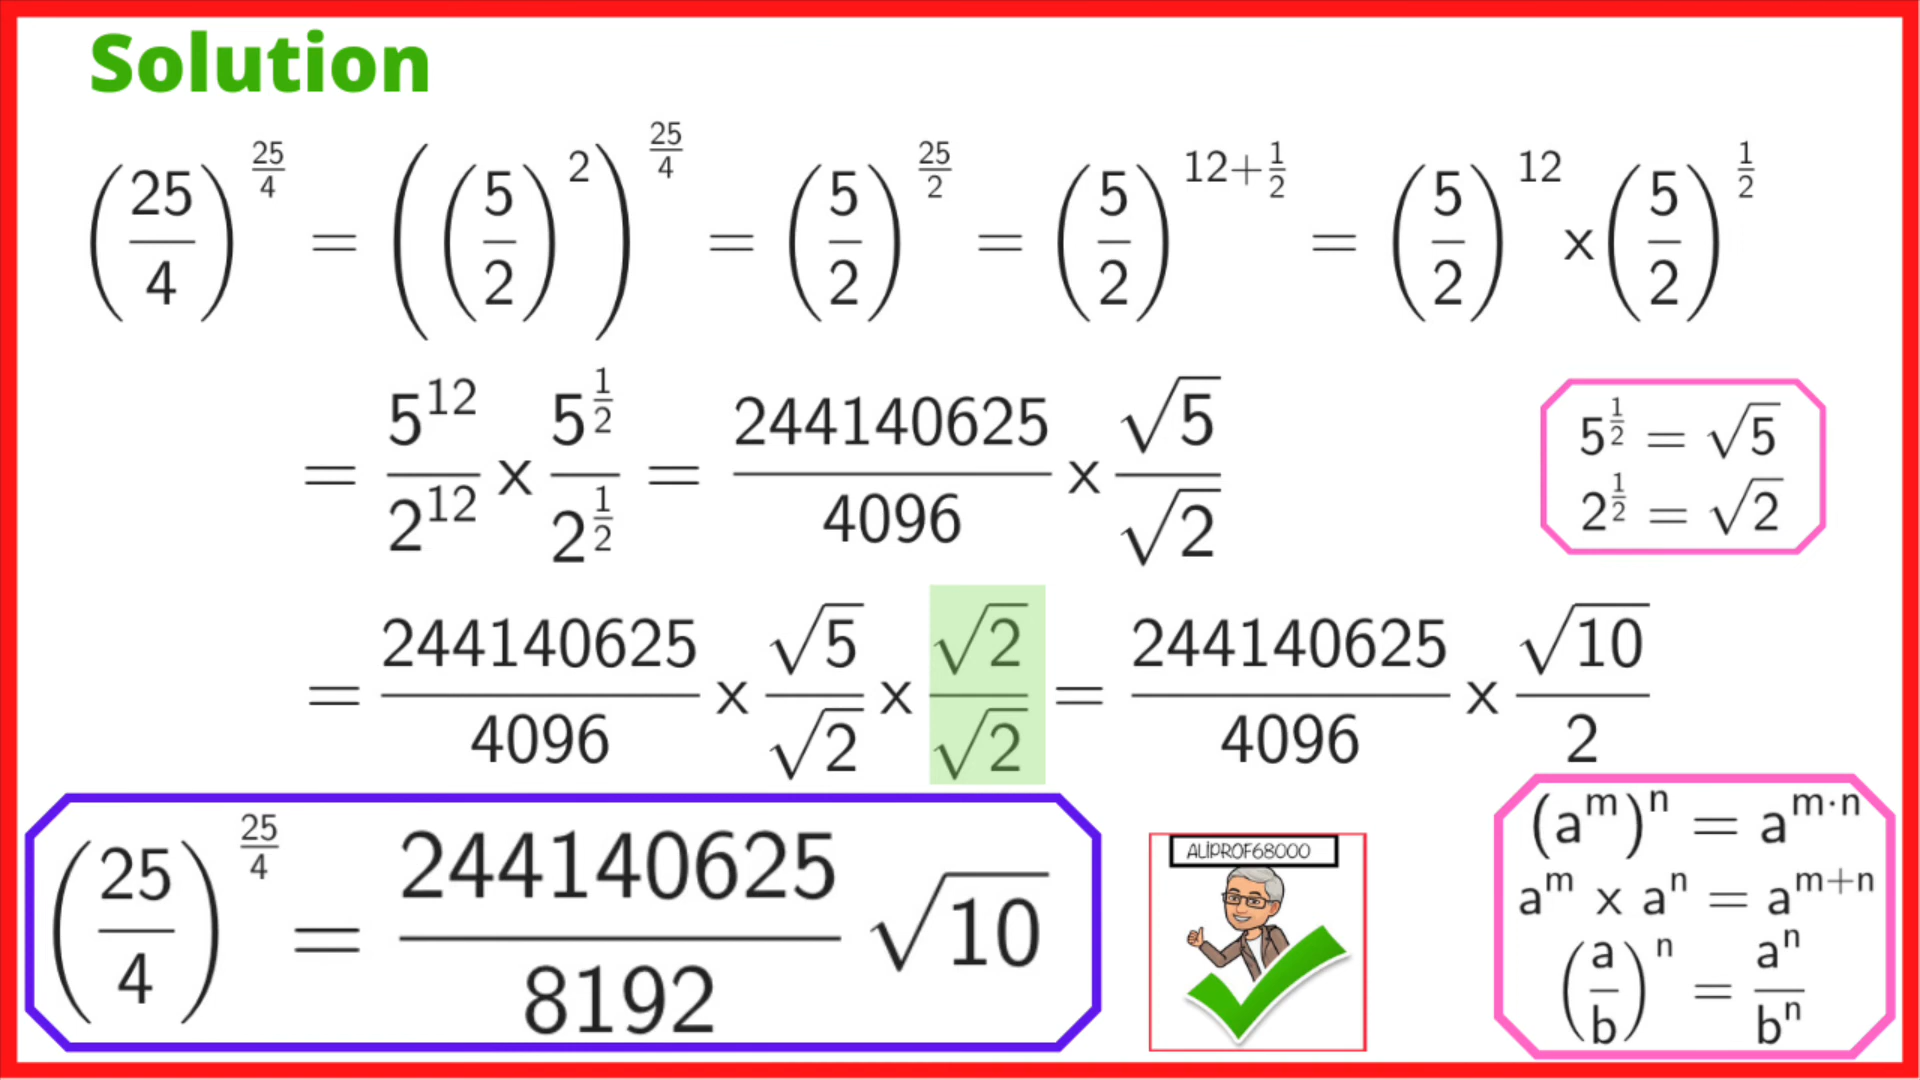 Solution
(25/4)^(25/4) = ((5/2)^2)^(25/4) = (5/2)^(25/2) = (5/2)^(12+1/2) = (5/2)^12 x (5/2)^(1/2)
= 5^12/2^12 x 5^(1/2)/2^(1/2) = 244140625/4096 x √5/√2
5^(1/2) = √5
2^(1/2) = √2
= 244140625/4096 x √5/√2 x √2/√2 = 244140625/4096 x √10/2
(25/4)^(25/4) = 244140625/8192 √10
ALİPROF68000
(a^m)^n = a^(m·n)
a^m x a^n = a^(m+n)
(a/b)^n = a^n/b^n